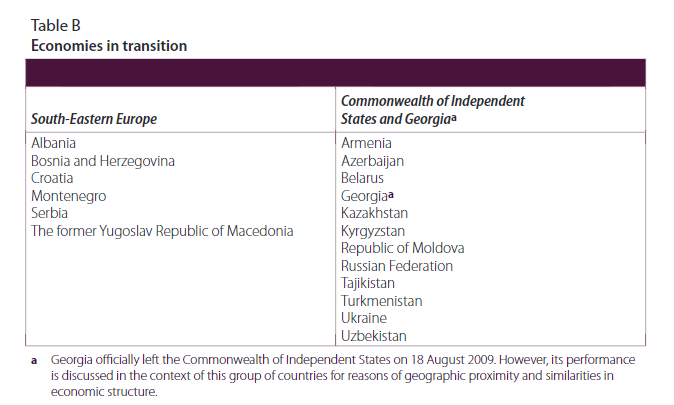 Table B
Economies in transition
South-Eastern Europe
Commonwealth of Independent
States and Georgiaa
Albania
Bosnia and Herzegovina
Croatia
Montenegro
Serbia
The former Yugoslav Republic of Macedonia
Armenia
Azerbaijan
Belarus
Georgiaa
Kazakhstan
Kyrgyzstan
Republic of Moldova
Russian Federation
Tajikistan
Turkmenistan
Ukraine
Uzbekistan
a Georgia officially left the Commonwealth of Independent States on 18 August 2009. However, its performance
is discussed in the context of this group of countries for reasons of geographic proximity and similarities in
economic structure.